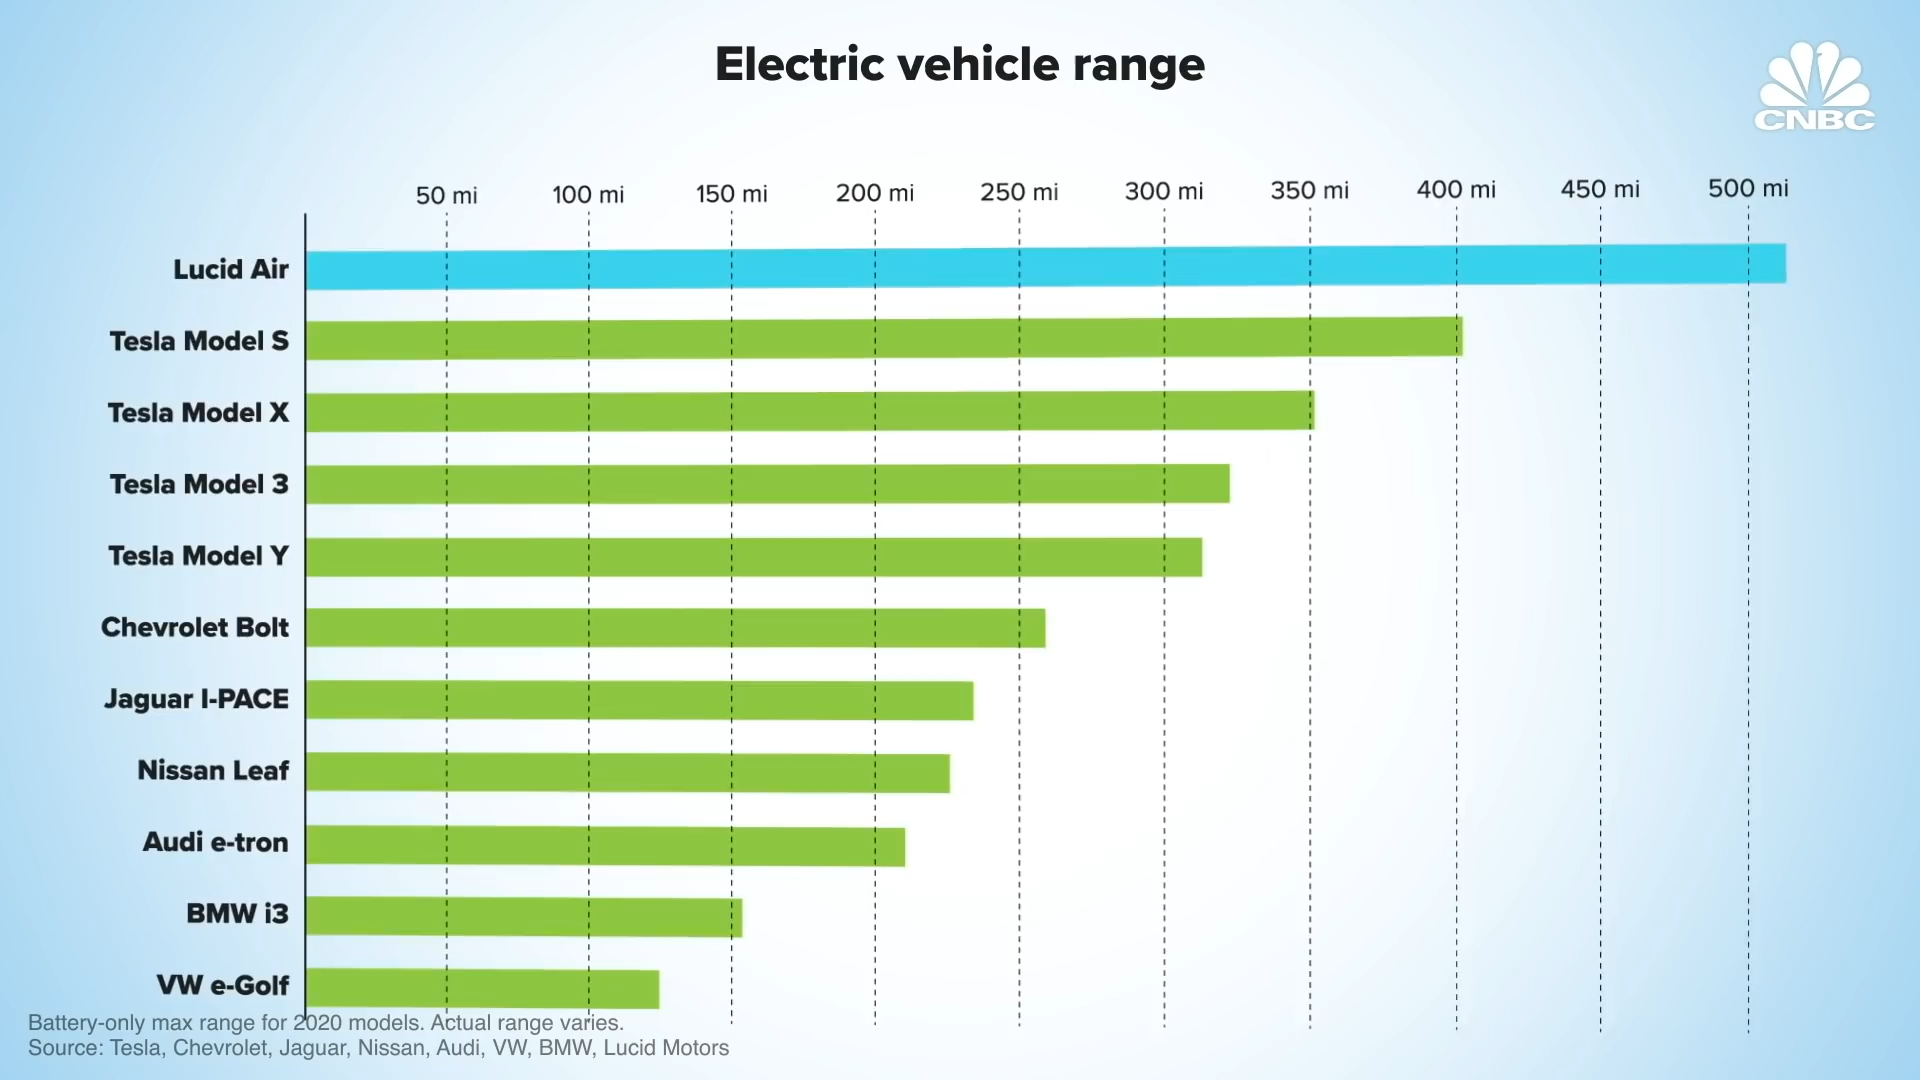 Electric vehicle range
CNBC
50 mi 100 mi 150 mi 200 mi 250 mi 300 mi 350 mi 400 mi 450 mi 500 mi
Lucid Air
Tesla Model S
Tesla Model X
Tesla Model 3
Tesla Model Y
Chevrolet Bolt
Jaguar I-PACE
Nissan Leaf
Audi e-tron
BMW i3
VW e-Golf
Battery-only max range for 2020 models. Actual range varies.
Source: Tesla, Chevrolet, Jaguar, Nissan, Audi, VW, BMW, Lucid Motors